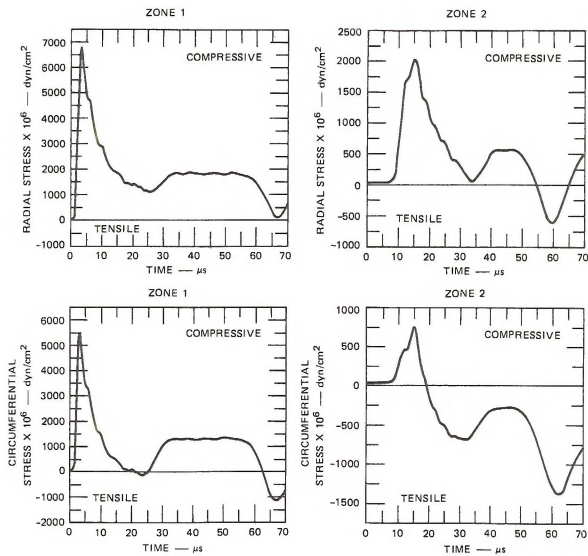 ZONE 1
7000
6000
5000
4000
3000
2000
1000
0
-1000
RADIAL STRESS X 10⁶ — dyn/cm²
COMPRESSIVE
TENSILE
0 10 20 30 40 50 60 70
TIME — μs
ZONE 2
2500
2000
1500
1000
500
0
-500
-1000
RADIAL STRESS X 10⁶ — dyn/cm²
COMPRESSIVE
TENSILE
0 10 20 30 40 50 60 70
TIME — μs
ZONE 1
6000
5000
4000
3000
2000
1000
0
-1000
-2000
CIRCUMFERENTIAL
STRESS X 10⁶ — dyn/cm²
COMPRESSIVE
TENSILE
0 10 20 30 40 50 60 70
TIME — μs
ZONE 2
1000
500
0
-500
-1000
-1500
CIRCUMFERENTIAL
STRESS X 10⁶ — dyn/cm²
COMPRESSIVE
TENSILE
0 10 20 30 40 50 60 70
TIME — μs